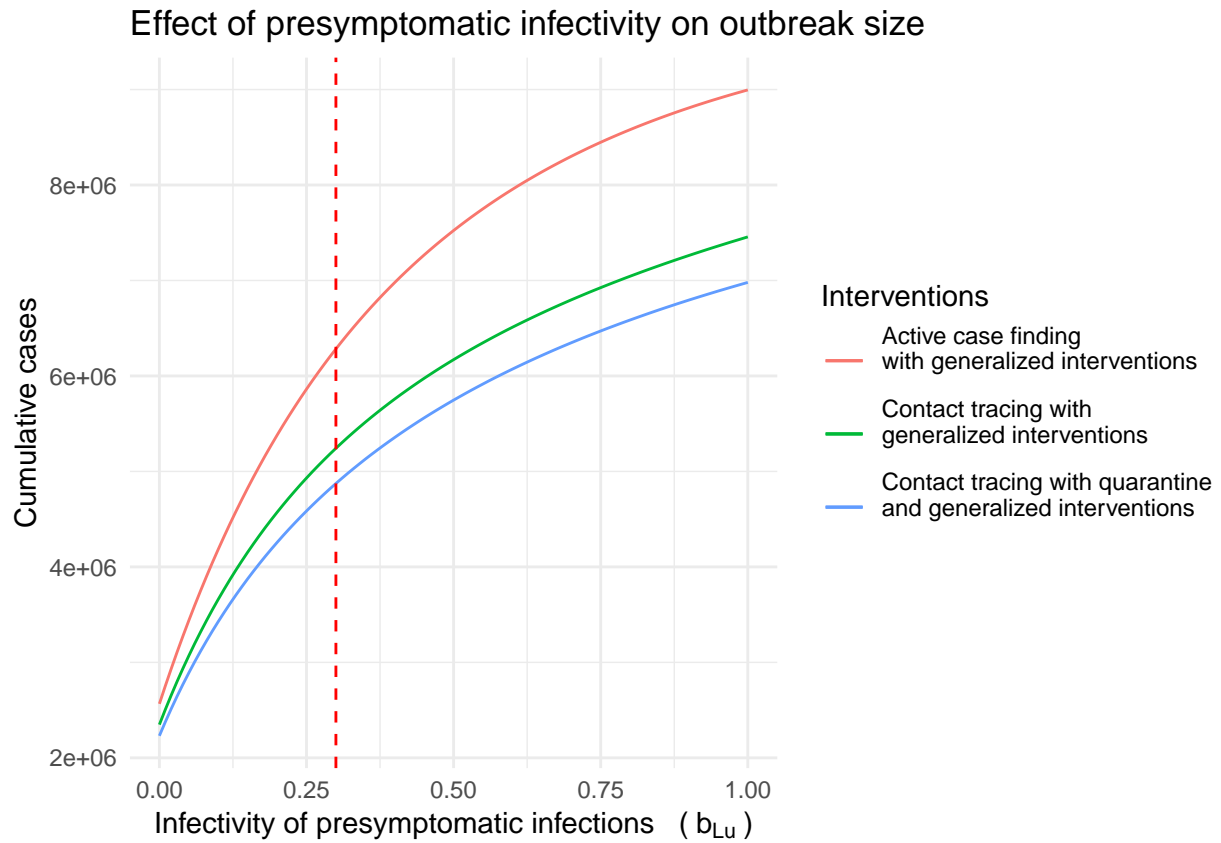 Effect of presymptomatic infectivity on outbreak size
Cumulative cases
8e+06
6e+06
4e+06
2e+06
0.00 0.25 0.50 0.75 1.00
Infectivity of presymptomatic infections ( b_Lu )
Interventions
Active case finding
with generalized interventions
Contact tracing with
generalized interventions
Contact tracing with quarantine
and generalized interventions